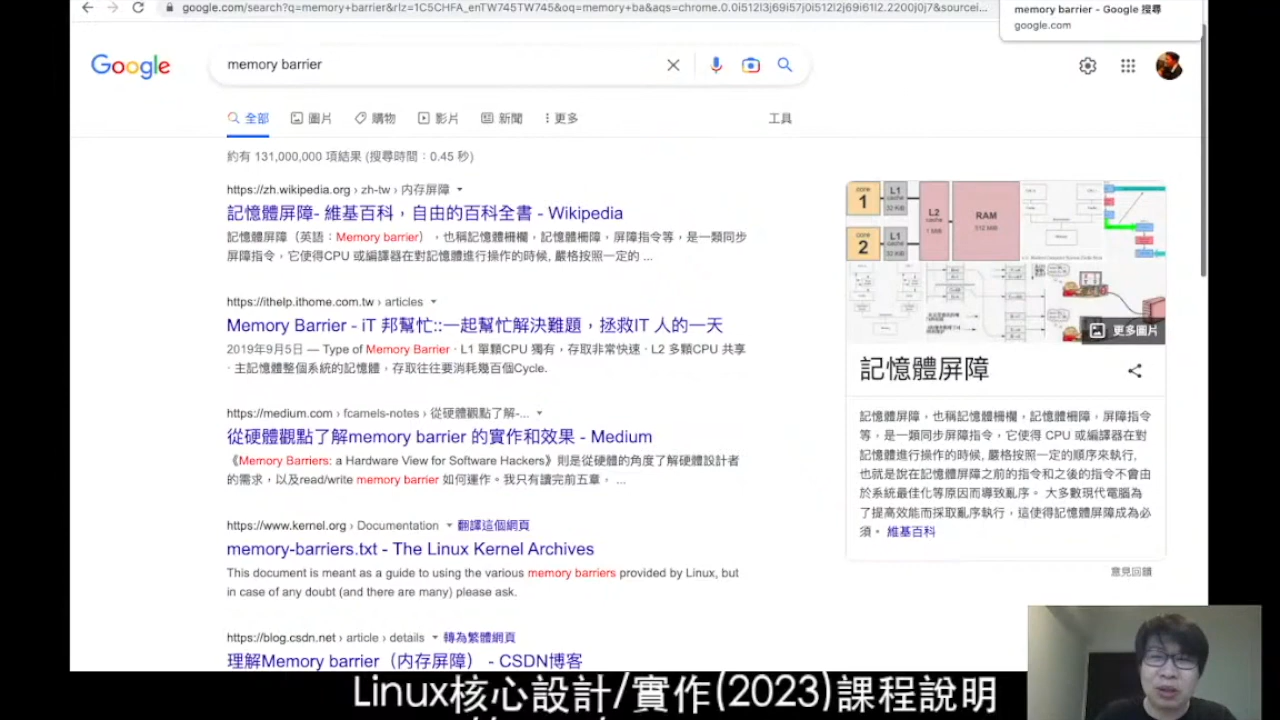 google.com/search?q=memory+barrier&rlz=1C5CHFA_enTW745TW745&oq=memory+ba&aqs=chrome.0.0i512l3j69i57j0i512l2j69i61l2.2200j0j7&sourcei...
memory barrier - Google 搜尋
google.com
Google
memory barrier
全部
圖片
購物
影片
新聞
更多
工具
約有 131,000,000 項結果 (搜尋時間：0.45 秒)
https://zh.wikipedia.org › zh-tw › 内存屏障
記憶體屏障- 維基百科，自由的百科全書 - Wikipedia
記憶體屏障（英語：Memory barrier），也稱記憶體柵欄，記憶體柵障，屏障指令等，是一類同步
屏障指令，它使得CPU 或編譯器在對記憶體進行操作的時候, 嚴格按照一定的 ...
https://ithelp.ithome.com.tw › articles
Memory Barrier - iT 邦幫忙::一起幫忙解決難題，拯救IT 人的一天
2019年9月5日 — Type of Memory Barrier · L1 單顆CPU 獨有，存取非常快速 · L2 多顆CPU 共享
· 主記憶體整個系統的記憶體，存取往往要消耗幾百個Cycle.
https://medium.com › fcamels-notes › 從硬體觀點了解-...
從硬體觀點了解memory barrier 的實作和效果 - Medium
《Memory Barriers: a Hardware View for Software Hackers》則是從硬體的角度了解硬體設計者
的需求，以及read/write memory barrier 如何運作。我只有讀完前五章。 ...
https://www.kernel.org › Documentation
翻譯這個網頁
memory-barriers.txt - The Linux Kernel Archives
This document is meant as a guide to using the various memory barriers provided by Linux, but
in case of any doubt (and there are many) please ask.
https://blog.csdn.net › article › details
轉為繁體網頁
理解Memory barrier（内存屏障） - CSDN博客
core
1
L1
cache
32 KiB
L2
cache
1 MiB
RAM
512 MiB
core
2
L1
cache
32 KiB
更多圖片
記憶體屏障
記憶體屏障，也稱記憶體柵欄，記憶體柵障，屏障指令
等，是一類同步屏障指令，它使得 CPU 或編譯器在對
記憶體進行操作的時候, 嚴格按照一定的順序來執行,
也就是說在記憶體屏障之前的指令和之後的指令不會由
於系統最佳化等原因而導致亂序。 大多數現代電腦為
了提高效能而採取亂序執行，這使得記憶體屏障成為必
須。 維基百科
意見回饋
Linux核心設計/實作(2023)課程說明